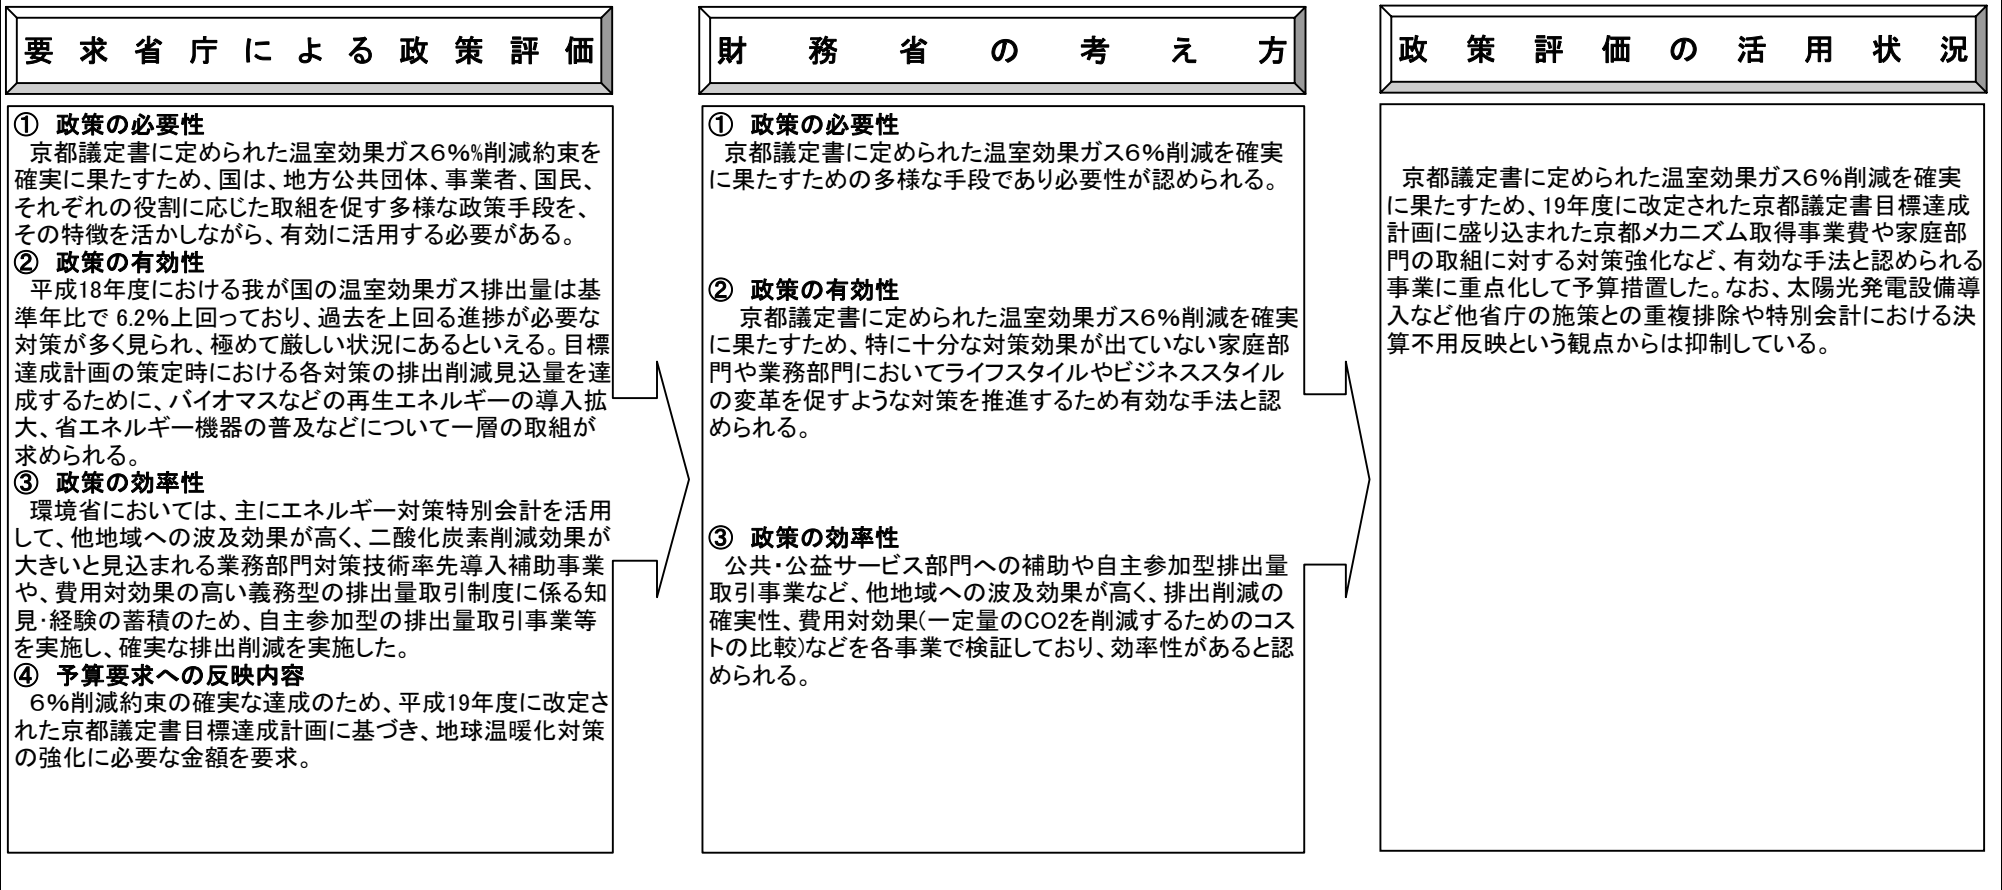 要求省庁による政策評価
① 政策の必要性
京都議定書に定められた温室効果ガス6%%削減約束を
確実に果たすため、国は、地方公共団体、事業者、国民、
それぞれの役割に応じた取組を促す多様な政策手段を、
その特徴を活かしながら、有効に活用する必要がある。
② 政策の有効性
平成18年度における我が国の温室効果ガス排出量は基
準年比で 6.2%上回っており、過去を上回る進捗が必要な
対策が多く見られ、極めて厳しい状況にあるといえる。目標
達成計画の策定時における各対策の排出削減見込量を達
成するために、バイオマスなどの再生エネルギーの導入拡
大、省エネルギー機器の普及などについて一層の取組が
求められる。
③ 政策の効率性
環境省においては、主にエネルギー対策特別会計を活用
して、他地域への波及効果が高く、二酸化炭素削減効果が
大きいと見込まれる業務部門対策技術率先導入補助事業
や、費用対効果の高い義務型の排出量取引制度に係る知
見・経験の蓄積のため、自主参加型の排出量取引事業等
を実施し、確実な排出削減を実施した。
④ 予算要求への反映内容
6%削減約束の確実な達成のため、平成19年度に改定さ
れた京都議定書目標達成計画に基づき、地球温暖化対策
の強化に必要な金額を要求。
財務省の考え方
① 政策の必要性
京都議定書に定められた温室効果ガス6%削減を確実
に果たすための多様な手段であり必要性が認められる。
② 政策の有効性
京都議定書に定められた温室効果ガス6%削減を確実
に果たすため、特に十分な対策効果が出ていない家庭部
門や業務部門においてライフスタイルやビジネススタイル
の変革を促すような対策を推進するため有効な手法と認
められる。
③ 政策の効率性
公共・公益サービス部門への補助や自主参加型排出量
取引事業など、他地域への波及効果が高く、排出削減の
確実性、費用対効果(一定量のCO2を削減するためのコス
トの比較)などを各事業で検証しており、効率性があると認
められる。
政策評価の活用状況
京都議定書に定められた温室効果ガス6%削減を確実
に果たすため、19年度に改定された京都議定書目標達成
計画に盛り込まれた京都メカニズム取得事業費や家庭部
門の取組に対する対策強化など、有効な手法と認められる
事業に重点化して予算措置した。なお、太陽光発電設備導
入など他省庁の施策との重複排除や特別会計における決
算不用反映という観点からは抑制している。